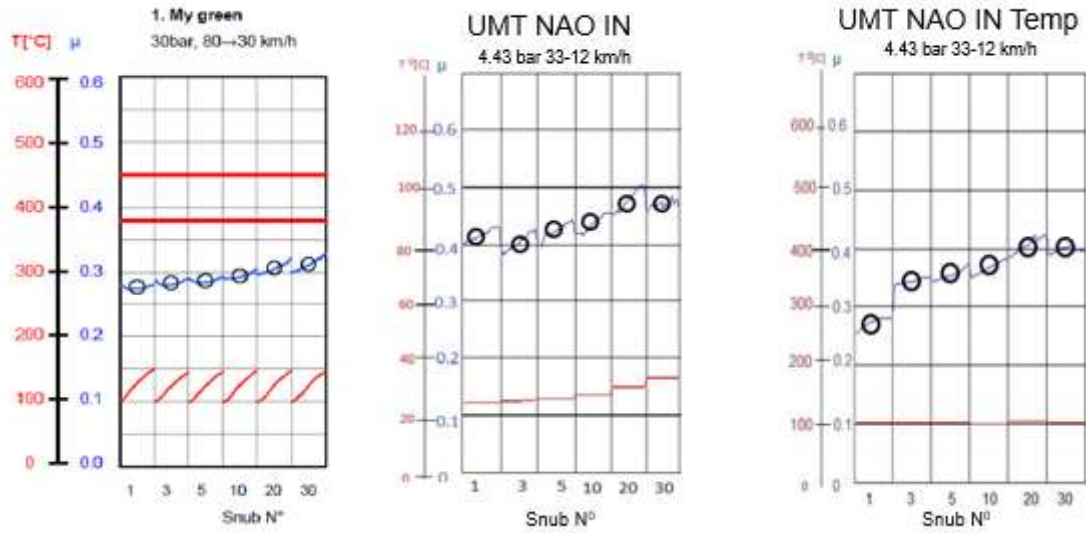 1. My green
30bar, 80→30 km/h
T[°C] μ
600 0.6
500 0.5
400 0.4
300 0.3
200 0.2
100 0.1
0 0.0
1 3 5 10 20 30
Snub N°
UMT NAO IN
4.43 bar 33-12 km/h
T°[C] μ
120 0.6
100 0.5
80 0.4
60 0.3
40 0.2
20 0.1
0 0
1 3 5 10 20 30
Snub N⁰
UMT NAO IN Temp
4.43 bar 33-12 km/h
T°[C] μ
600 0.6
500 0.5
400 0.4
300 0.3
200 0.2
100 0.1
0 0
1 3 5 10 20 30
Snub N⁰